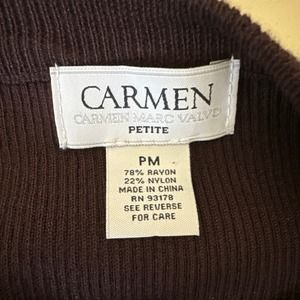 CARMEN
CARMEN MARC VALVO
PETITE
PM
78% RAYON
22% NYLON
MADE IN CHINA
RN 93178
SEE REVERSE
FOR CARE